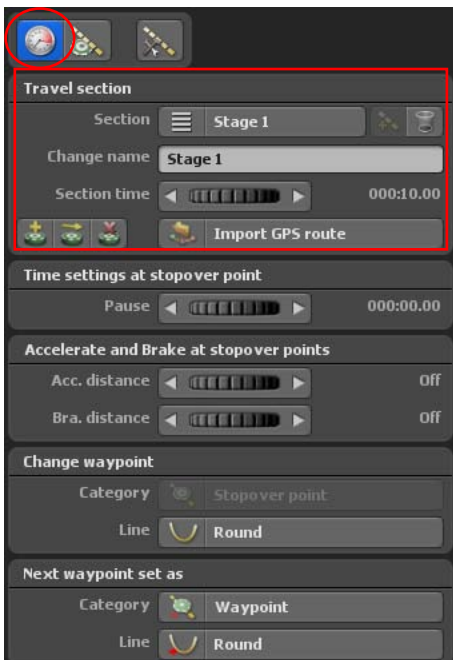 Travel section
Section Stage 1
Change name Stage 1
Section time 000:10.00
Import GPS route
Time settings at stopover point
Pause 000:00.00
Accelerate and Brake at stopover points
Acc. distance Off
Bra. distance Off
Change waypoint
Category Stopover point
Line Round
Next waypoint set as
Category Waypoint
Line Round